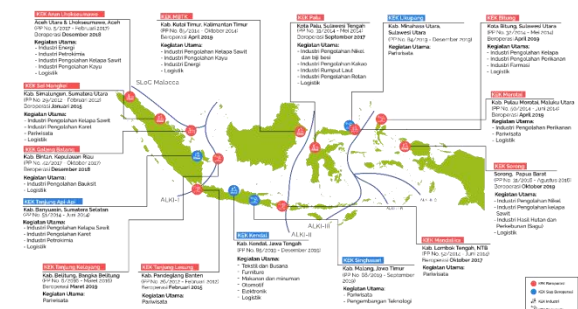 KEK Arun Lhokseumawe
Aceh Utara & Lhokseumawe, Aceh
Beroperasi Desember 2018
Kegiatan Utama:
- Industri Energi
- Industri Petrokimia
- Industri Pengolahan Kelapa Sawit
- Industri Pengolahan Kayu
- Logistik
KEK MBTK
Kab. Kutai Timur, Kalimantan Timur
Beroperasi April 2019
Kegiatan Utama:
- Industri Pengolahan Kelapa Sawit
- Industri Pengolahan Kayu
- Industri Energi
- Logistik
KEK Palu
Kota Palu, Sulawesi Tengah
Beroperasi September 2017
Kegiatan Utama:
- Industri Pengolahan Nikel
dan biji besi
- Industri Pengolahan Kakao
- Industri Rumput Laut
- Industri Pengolahan Rotan
- Logistik
KEK Likupang
Kab. Minahasa Utara,
Sulawesi Utara
Kegiatan Utama:
Pariwisata
KEK Bitung
Kota Bitung, Sulawesi Utara
Beroperasi April 2019
Kegiatan Utama:
- Industri Pengolahan Kelapa
- Industri Pengolahan Perikanan
- Industri Farmasi
- Logistik
SLoC Malacca
KEK Sei Mangkei
Kab. Simalungun, Sumatera Utara
Beroperasi Januari 2015
Kegiatan Utama:
- Industri Pengolahan Kelapa Sawit
- Industri Pengolahan Karet
- Pariwisata
- Logistik
KEK Morotai
Kab. Pulau Morotai, Maluku Utara
Beroperasi April 2019
Kegiatan Utama:
- Industri Pengolahan Perikanan
- Pariwisata
- Logistik
KEK Galang Batang
Kab. Bintan, Kepulauan Riau
Beroperasi Desember 2018
Kegiatan Utama:
- Industri Pengolahan Bauksit
- Logistik
KEK Sorong
Sorong, Papua Barat
Beroperasi Oktober 2019
Kegiatan Utama:
- Industri Pengolahan Nikel
- Industri Pengolahan kelapa
Sawit
- Industri Hasil Hutan dan
Perkebunan (Sagu)
- Logistik
KEK Tanjung Api-Api
Kab. Banyuasin, Sumatera Selatan
Kegiatan Utama:
- Industri Pengolahan Kelapa Sawit
- Industri Pengolahan Karet
- Industri Petrokimia
- Logistik
ALKI-I
ALKI-II
ALKI-III
KEK Kendal
Kab. Kendal, Jawa Tengah
Kegiatan Utama:
- Tekstil dan Busana
- Furniture
- Makanan dan minuman
- Otomotif
- Elektronik
- Logistik
KEK Singhasari
Kab. Malang, Jawa Timur
Kegiatan Utama:
- Pariwisata
- Pengembangan Teknologi
KEK Mandalika
Kab. Lombok Tengah, NTB
Beroperasi Oktober 2017
Kegiatan Utama:
Pariwisata
KEK Tanjung Kelayang
Kab. Belitung, Bangka Belitung
Beroperasi Maret 2019
Kegiatan Utama:
Pariwisata
KEK Tanjung Lesung
Kab. Pandeglang Banten
Beroperasi Februari 2015
Kegiatan Utama:
Pariwisata